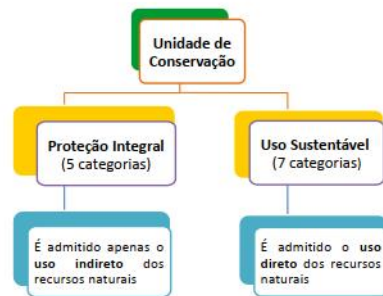 Unidade de
Conservação
Proteção Integral
(5 categorias)
Uso Sustentável
(7 categorias)
É admitido apenas o
uso indireto dos
recursos naturais
É admitido o uso
direto dos recursos
naturais